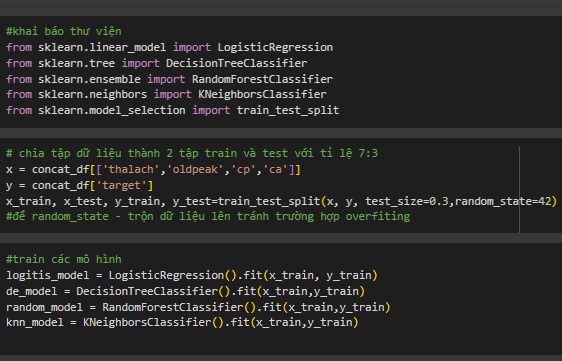 #khai báo thư viện
from sklearn.linear_model import LogisticRegression
from sklearn.tree import DecisionTreeClassifier
from sklearn.ensemble import RandomForestClassifier
from sklearn.neighbors import KNeighborsClassifier
from sklearn.model_selection import train_test_split
# chia tập dữ liệu thành 2 tập train và test với tỉ lệ 7:3
x = concat_df[['thalach','oldpeak','cp','ca']]
y = concat_df['target']
x_train, x_test, y_train, y_test=train_test_split(x, y, test_size=0.3,random_state=42)
#để random_state - trộn dữ liệu lên tránh trường hợp overfiting
#train các mô hình
logitis_model = LogisticRegression().fit(x_train, y_train)
de_model = DecisionTreeClassifier().fit(x_train,y_train)
random_model = RandomForestClassifier().fit(x_train,y_train)
knn_model = KNeighborsClassifier().fit(x_train,y_train)